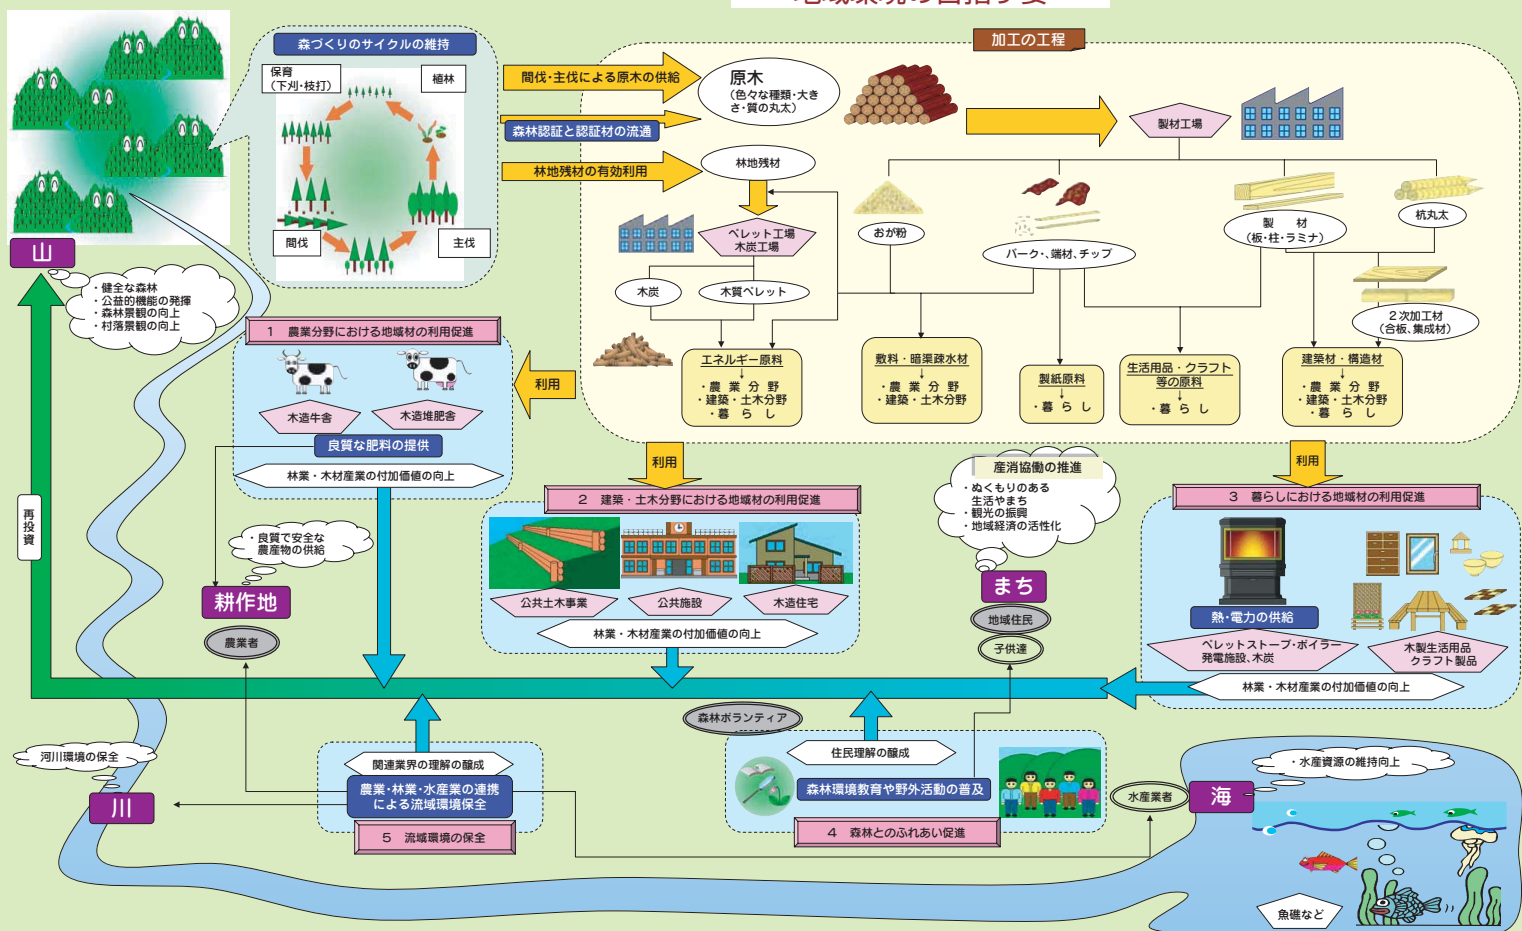 地域環境の目指す姿
森づくりのサイクルの維持
保育
(下刈・枝打)
植林
間伐
主伐
山
・健全な森林
・公益的機能の発揮
・森林景観の向上
・村落景観の向上
間伐・主伐による原木の供給
森林認証と認証材の流通
林地残材の有効利用
加工の工程
原木
(色々な種類・大き
さ・質の丸太)
製材工場
林地残材
ペレット工場
木炭工場
木炭
木質ペレット
おが粉
バーク・、端材、チップ
製 材
(板・柱・ラミナ)
杭丸太
2次加工材
(合板、集成材)
エネルギー原料
↓
・農業分野
・建築・土木分野
・暮らし
敷料・暗渠疎水材
↓
・農業分野
・建築・土木分野
製紙原料
↓
・暮らし
生活用品・クラフト
等の原料
↓
・暮らし
建築材・構造材
↓
・農業分野
・建築・土木分野
・暮らし
利用
利用
利用
1 農業分野における地域材の利用促進
木造牛舎
木造堆肥舎
良質な肥料の提供
林業・木材産業の付加価値の向上
再投資
・良質で安全な
農産物の供給
耕作地
農業者
2 建築・土木分野における地域材の利用促進
公共土木事業
公共施設
木造住宅
林業・木材産業の付加価値の向上
産消協働の推進
・ぬくもりのある
生活やまち
・観光の振興
・地域経済の活性化
まち
地域住民
子供達
3 暮らしにおける地域材の利用促進
熱・電力の供給
ペレットストーブ・ボイラー
発電施設、木炭
木製生活用品
クラフト製品
林業・木材産業の付加価値の向上
河川環境の保全
川
関連業界の理解の醸成
農業・林業・水産業の連携
による流域環境保全
5 流域環境の保全
森林ボランティア
住民理解の醸成
森林環境教育や野外活動の普及
4 森林とのふれあい促進
水産業者
海
・水産資源の維持向上
魚礁など